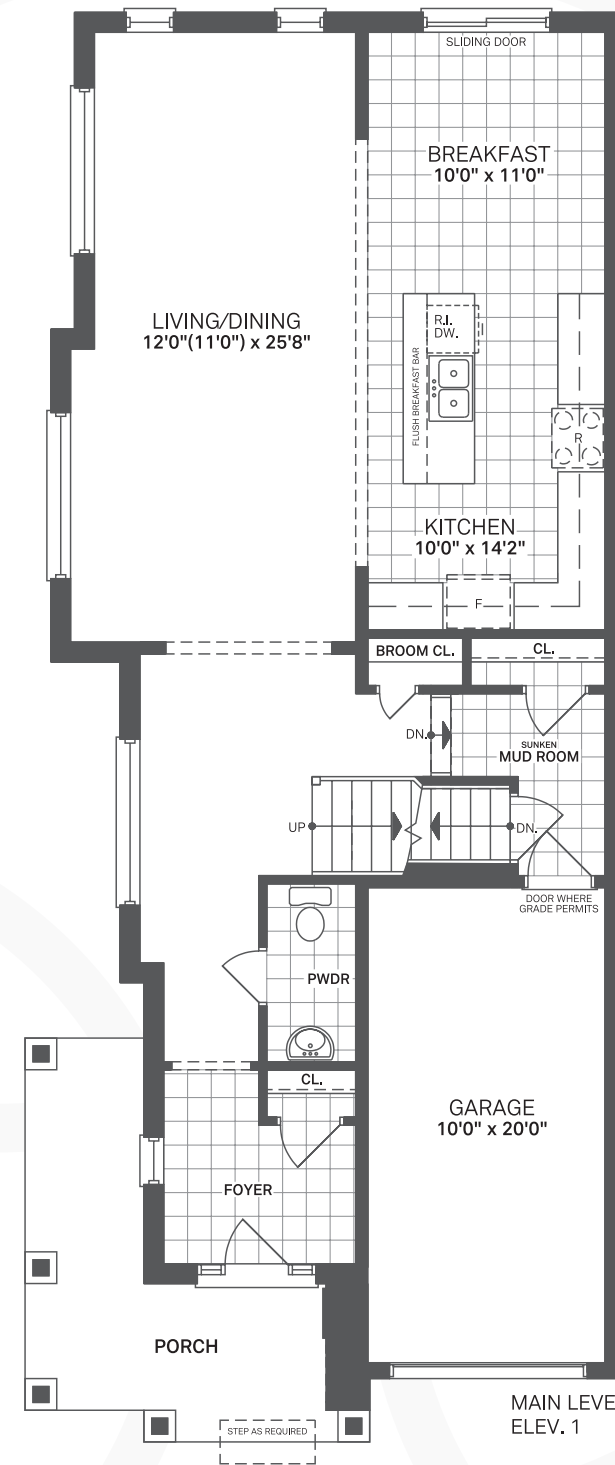 SLIDING DOOR
BREAKFAST
10'0" x 11'0"
LIVING/DINING
12'0"(11'0") x 25'8"
R.I.
DW.
FLUSH BREAKFAST BAR
R
KITCHEN
10'0" x 14'2"
F
BROOM CL.
CL.
DN.
SUNKEN
MUD ROOM
UP
DN.
DOOR WHERE
GRADE PERMITS
PWDR
CL.
GARAGE
10'0" x 20'0"
FOYER
PORCH
STEP AS REQUIRED
MAIN LEVE
ELEV. 1